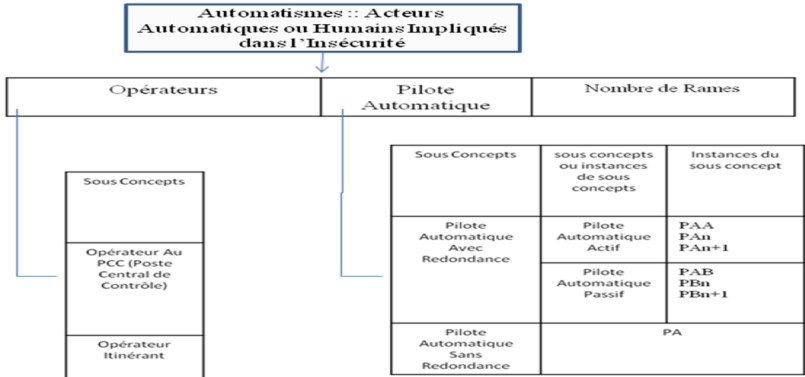 Automatismes :: Acteurs
Automatiques ou Humains Impliqués
dans l'Insécurité
Opérateurs
Pilote
Automatique
Nombre de Rames
Sous Concepts
Opérateur Au
PCC (Poste
Central de
Contrôle)
Opérateur
Itinérant
Sous Concepts
sous concepts
ou instances
de sous
concepts
Instances du
sous concept
Pilote
Automatique
Avec
Redondance
Pilote
Automatique
Actif
PAA
PAn
PAn+1
Pilote
Automatique
Passif
PAB
PBn
PBn+1
Pilote
Automatique
Sans
Redondance
PA